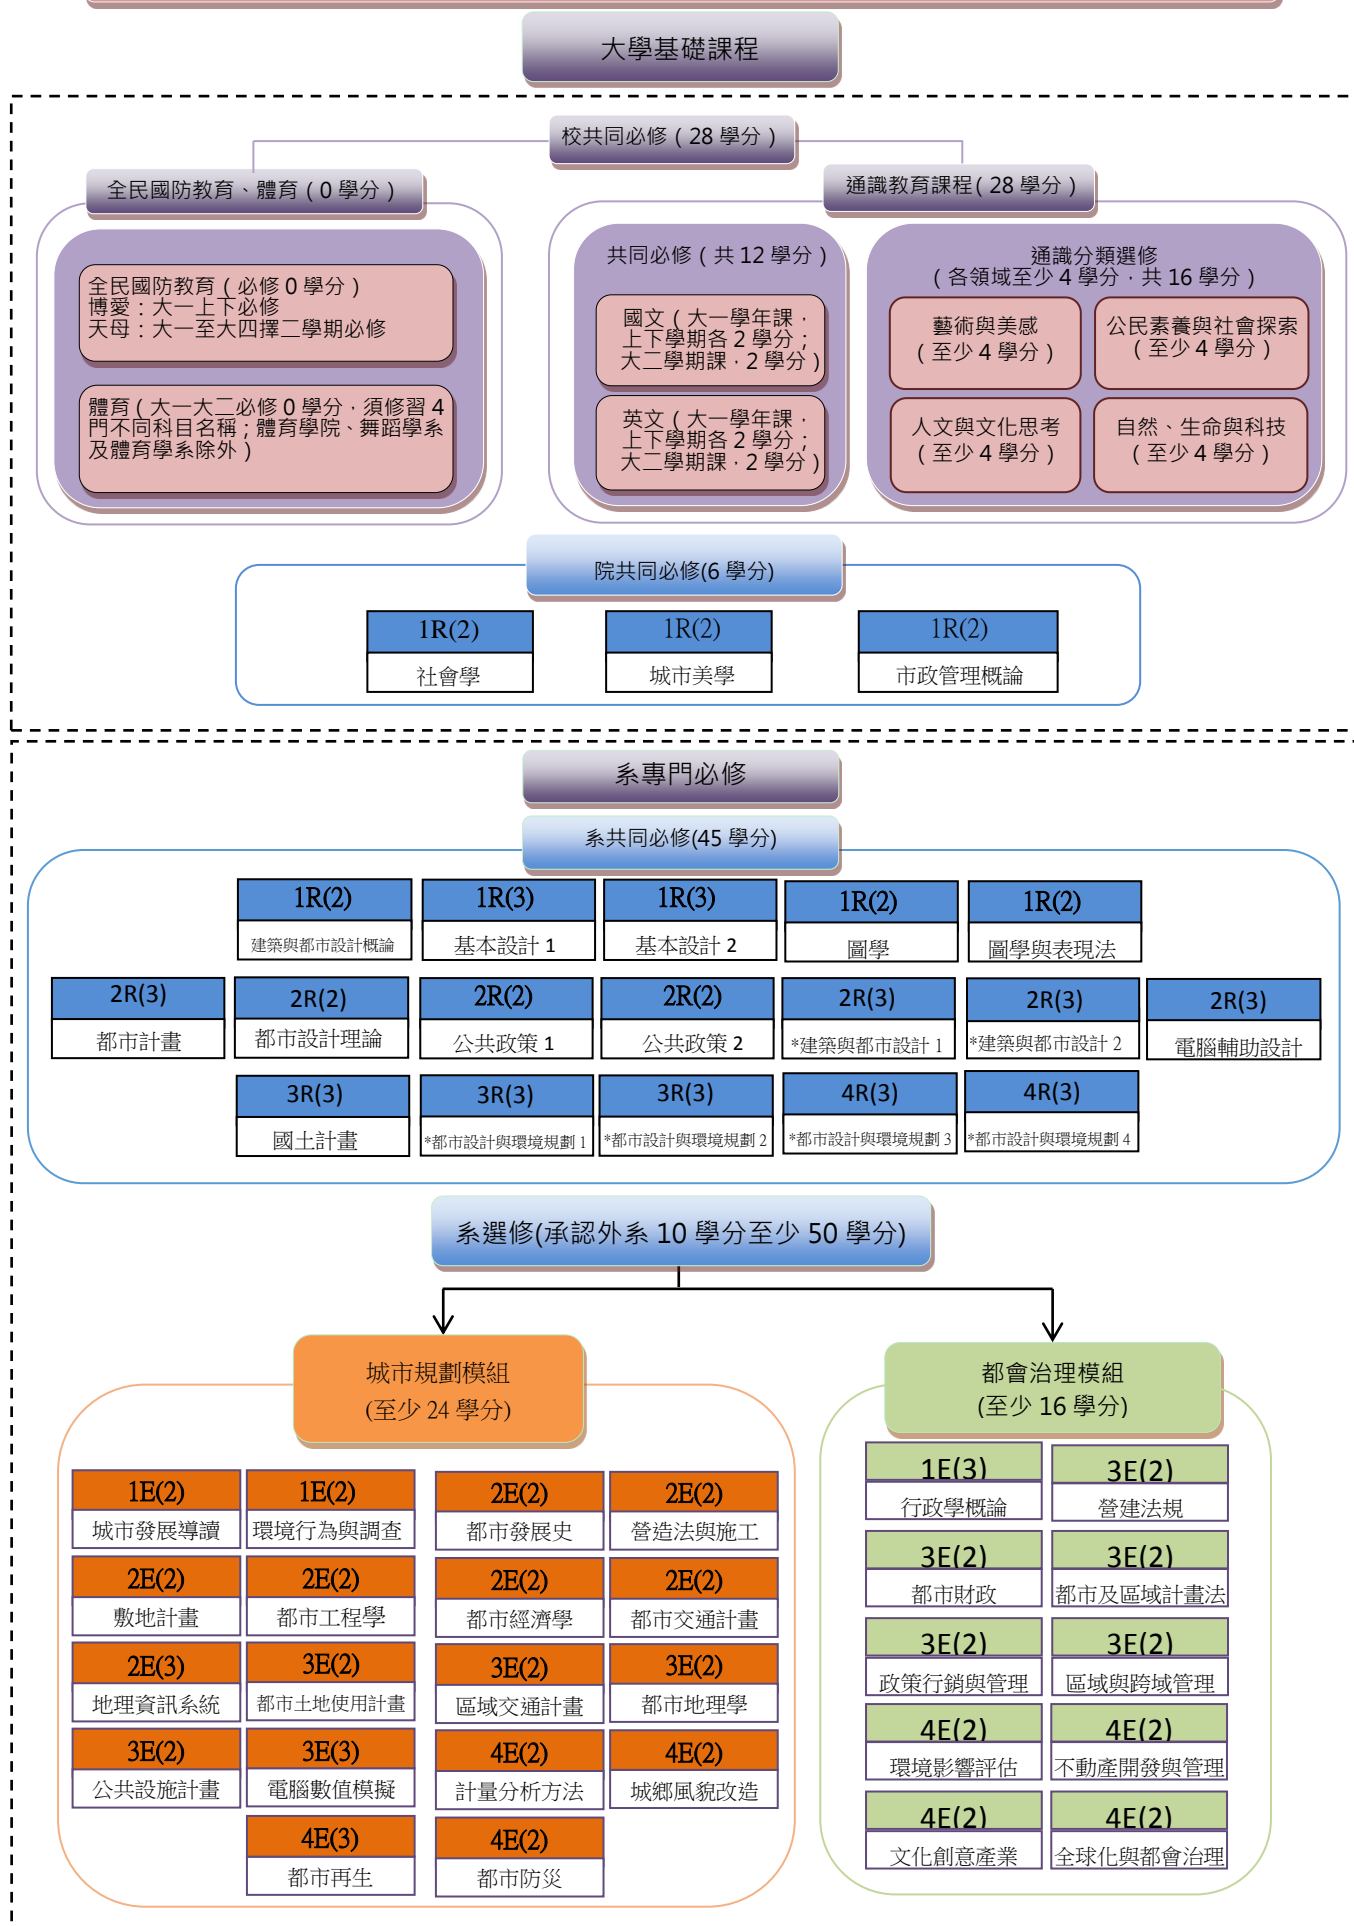 大學基礎課程
校共同必修（28 學分）
全民國防教育、體育（0 學分）
通識教育課程（28 學分）
全民國防教育（必修 0 學分）
博愛：大一上下必修
天母：大一至大四擇二學期必修
體育（大一大二必修 0 學分，須修習 4
門不同科目名稱；體育學院、舞蹈學系
及體育學系除外）
共同必修（共 12 學分）
國文（大一學年課，
上下學期各 2 學分；
大二學期課，2 學分）
英文（大一學年課，
上下學期各 2 學分；
大二學期課，2 學分）
通識分類選修
（各領域至少 4 學分，共 16 學分）
藝術與美感
（至少 4 學分）
公民素養與社會探索
（至少 4 學分）
人文與文化思考
（至少 4 學分）
自然、生命與科技
（至少 4 學分）
院共同必修(6 學分)
1R(2)
社會學
1R(2)
城市美學
1R(2)
市政管理概論
系專門必修
系共同必修(45 學分)
1R(2)
建築與都市設計概論
1R(3)
基本設計 1
1R(3)
基本設計 2
1R(2)
圖學
1R(2)
圖學與表現法
2R(3)
都市計畫
2R(2)
都市設計理論
2R(2)
公共政策 1
2R(2)
公共政策 2
2R(3)
*建築與都市設計 1
2R(3)
*建築與都市設計 2
2R(3)
電腦輔助設計
3R(3)
國土計畫
3R(3)
*都市設計與環境規劃 1
3R(3)
*都市設計與環境規劃 2
4R(3)
*都市設計與環境規劃 3
4R(3)
*都市設計與環境規劃 4
系選修(承認外系 10 學分至少 50 學分)
城市規劃模組
(至少 24 學分)
1E(2)
城市發展導讀
1E(2)
環境行為與調查
2E(2)
都市發展史
2E(2)
營造法與施工
2E(2)
敷地計畫
2E(2)
都市工程學
2E(2)
都市經濟學
2E(2)
都市交通計畫
2E(3)
地理資訊系統
3E(2)
都市土地使用計畫
3E(2)
區域交通計畫
3E(2)
都市地理學
3E(2)
公共設施計畫
3E(3)
電腦數值模擬
4E(2)
計量分析方法
4E(2)
城鄉風貌改造
4E(3)
都市再生
4E(2)
都市防災
都會治理模組
(至少 16 學分)
1E(3)
行政學概論
3E(2)
營建法規
3E(2)
都市財政
3E(2)
都市及區域計畫法
3E(2)
政策行銷與管理
3E(2)
區域與跨域管理
4E(2)
環境影響評估
4E(2)
不動產開發與管理
4E(2)
文化創意產業
4E(2)
全球化與都會治理